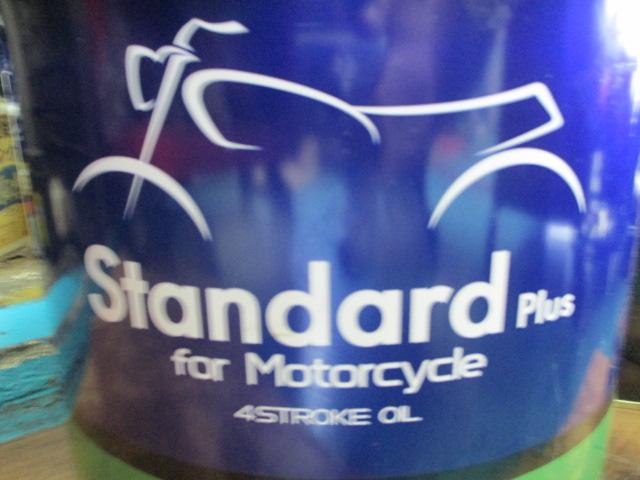 Standard Plus
for Motorcycle
4STROKE OIL